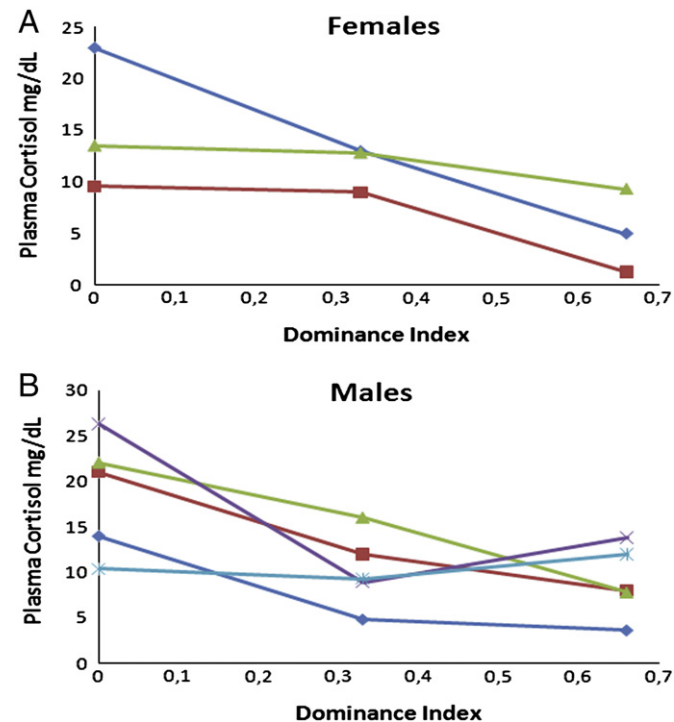 A
Females
Plasma Cortisol mg/dL
25
20
15
10
5
0
0 0,1 0,2 0,3 0,4 0,5 0,6 0,7
Dominance Index
B
Males
Plasma Cortisol mg/dL
30
25
20
15
10
5
0
0 0,1 0,2 0,3 0,4 0,5 0,6 0,7
Dominance Index